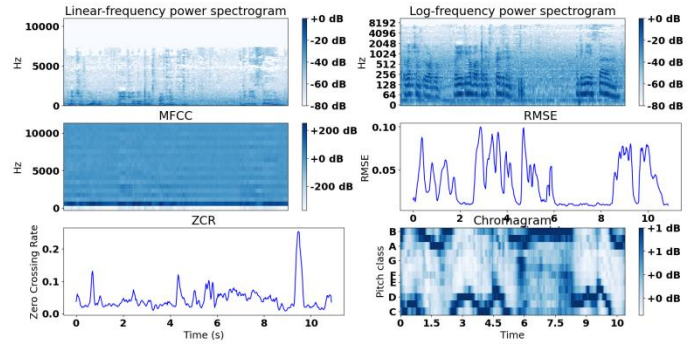 Linear-frequency power spectrogram
10000
5000
0
Hz
+0 dB
-20 dB
-40 dB
-60 dB
-80 dB
Log-frequency power spectrogram
8192
4096
2048
1024
512
256
128
64
0
Hz
+0 dB
-20 dB
-40 dB
-60 dB
-80 dB
MFCC
10000
5000
0
Hz
+200 dB
+0 dB
-200 dB
RMSE
0.10
0.05
RMSE
0 2 4 6 8 10
ZCR
0.2
0.1
0.0
Zero Crossing Rate
0 2 4 6 8 10
Time (s)
Chromagram
B
A
G
F
E
D
C
Pitch class
0 1.5 3 4.5 6 7.5 9 10
Time
+1 dB
+1 dB
+0 dB
+0 dB